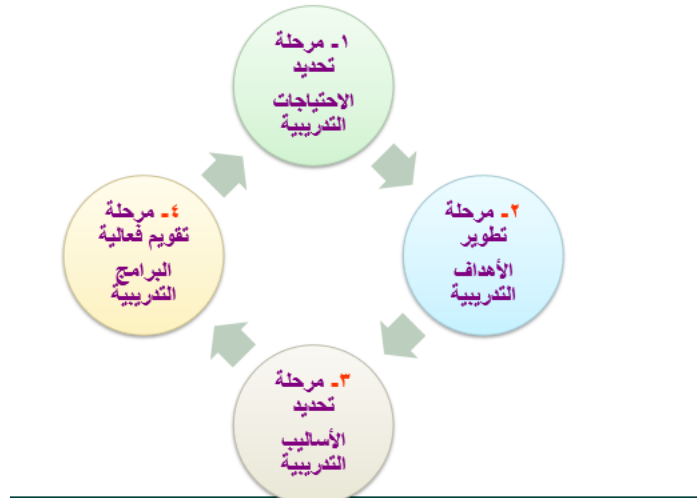 ١- مرحلة
تحديد
الاحتياجات
التدريبية
٢- مرحلة
تطوير
الأهداف
التدريبية
٣- مرحلة
تحديد
الأساليب
التدريبية
٤- مرحلة
تقويم فعالية
البرامج
التدريبية